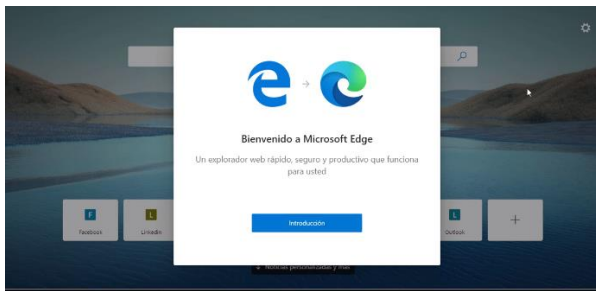 Bienvenido a Microsoft Edge
Un explorador web rápido, seguro y productivo que funciona
para usted
Introducción
F
Facebook
L
LinkedIn
L
Outlook
Noticias personalizadas y más